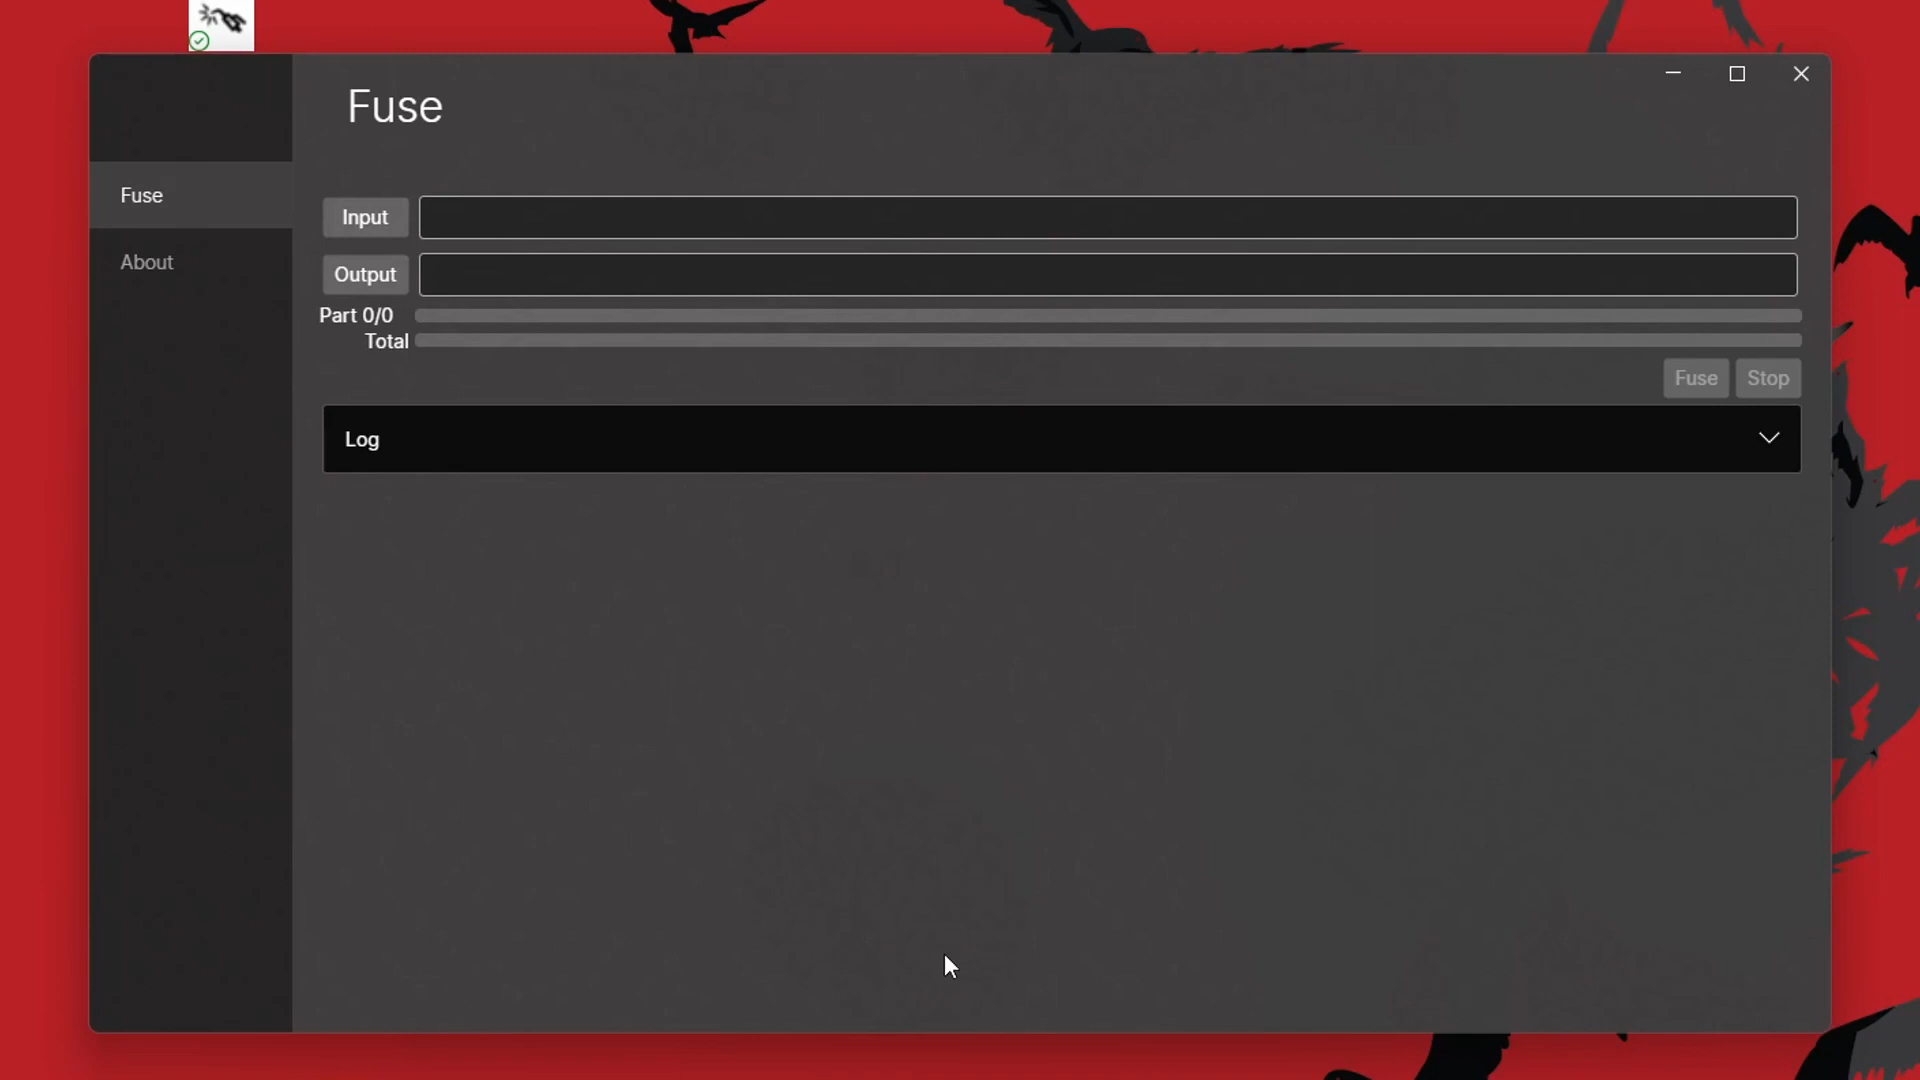 Fuse
Fuse
About
Input
Output
Part 0/0
Total
Fuse
Stop
Log